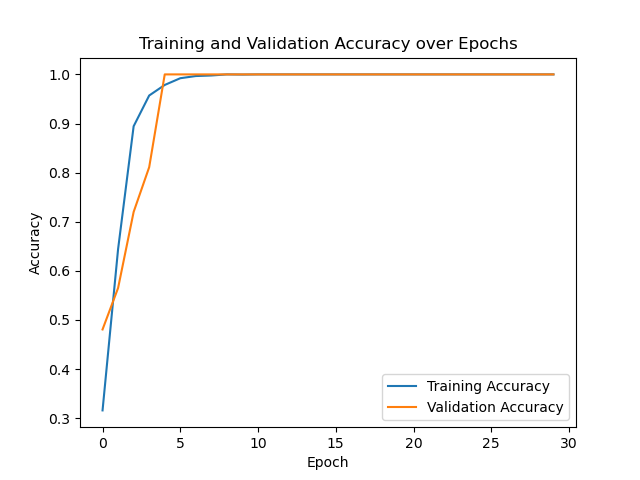 Training and Validation Accuracy over Epochs
1.0
0.9
0.8
0.7
0.6
0.5
0.4
0.3
Accuracy
Training Accuracy
Validation Accuracy
0 5 10 15 20 25 30
Epoch